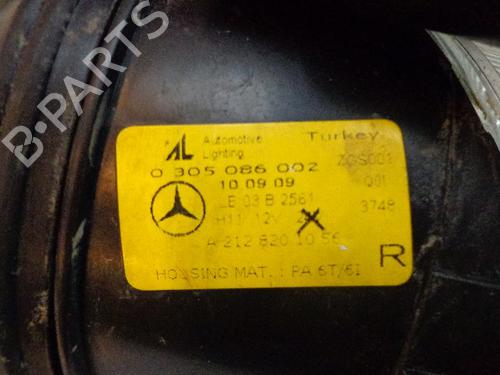 B-PARTS
AL Automotive Lighting Turkey
0 305 086 002 ZGS001
10 09 09 001
LE 03 B 2561 3748
H11 12V
A 212 820 10 56
R
HOUSING MAT.: PA 6T/6I